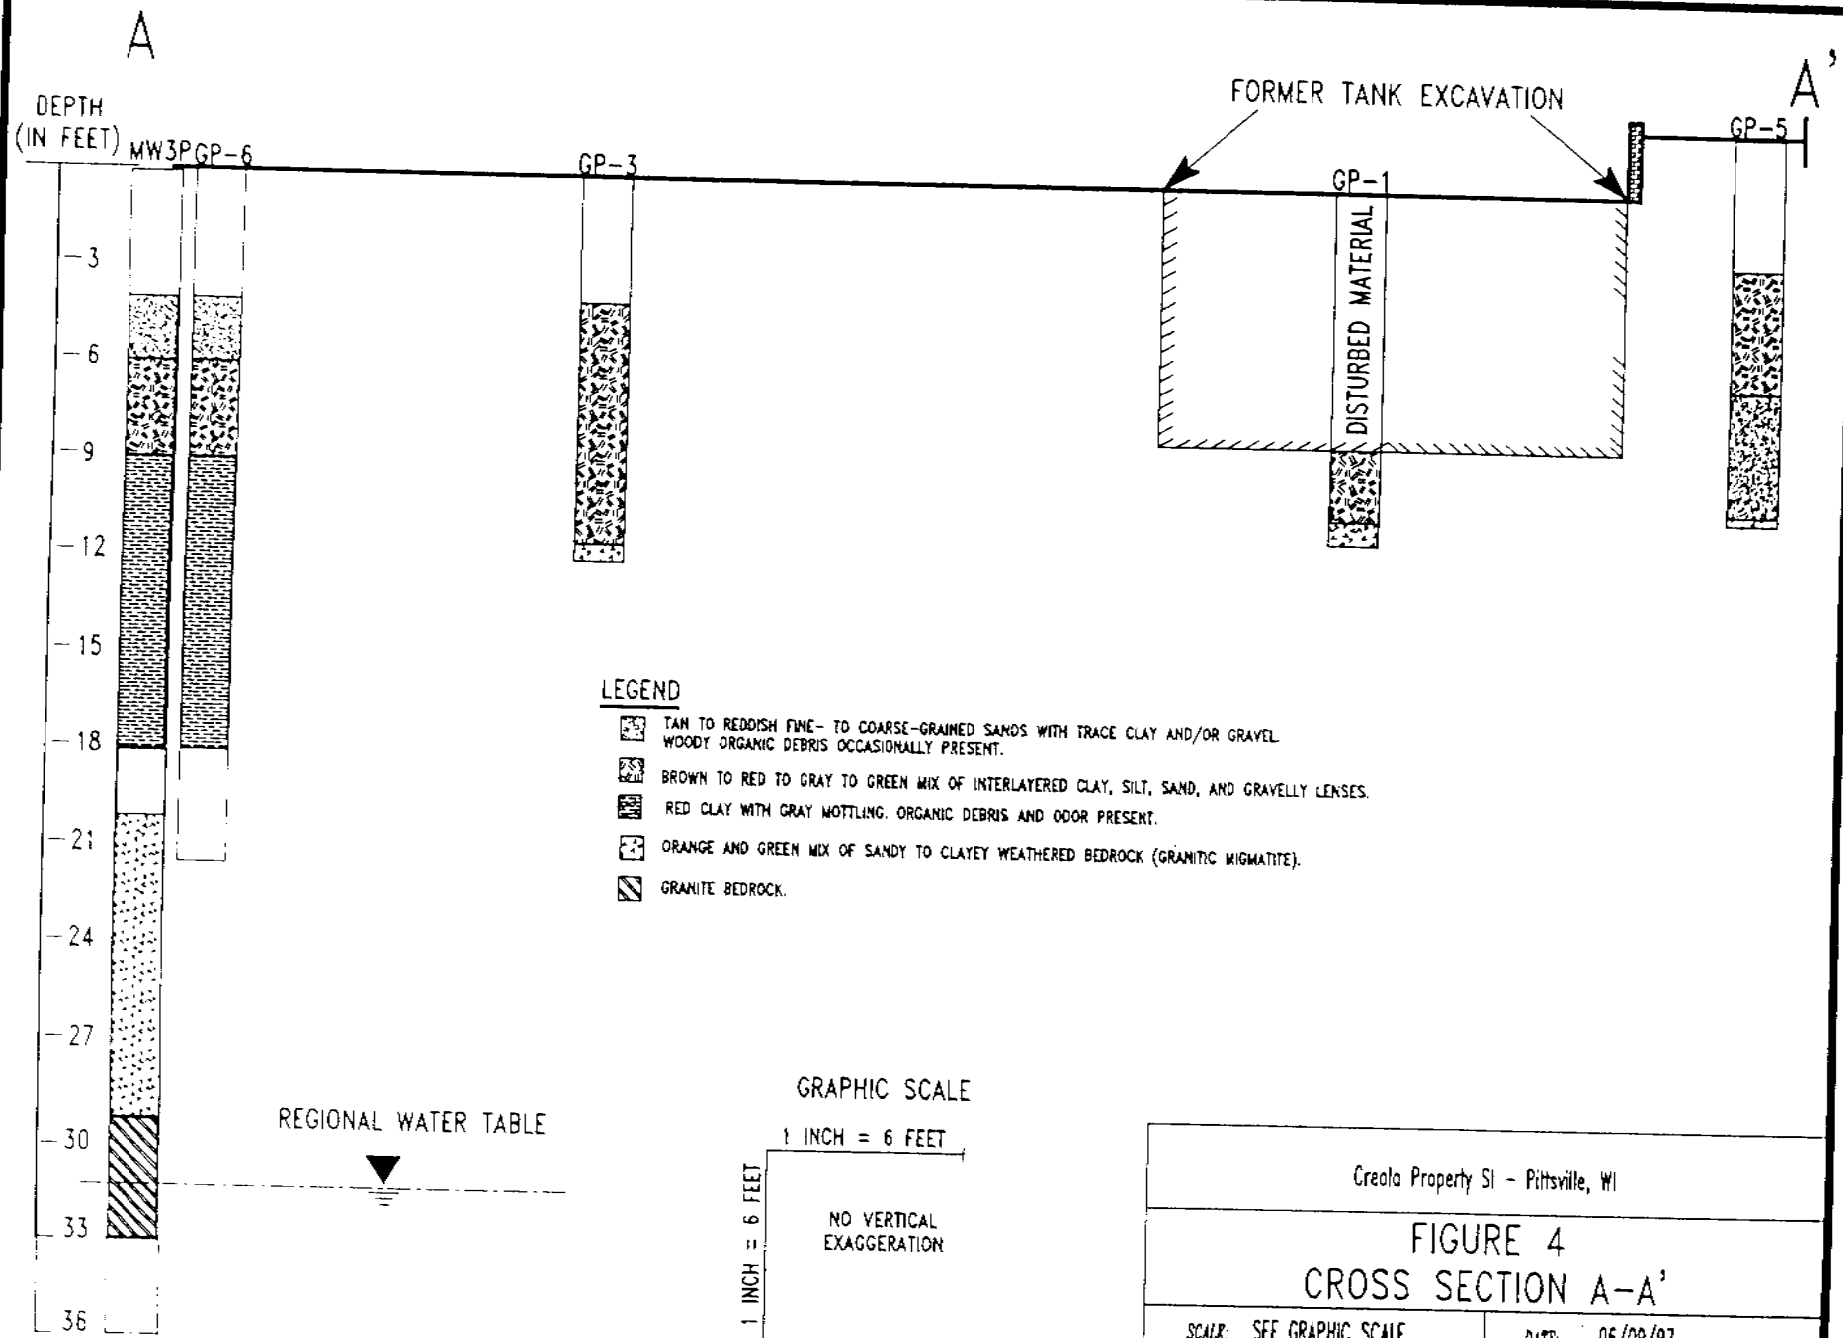 A
A'
DEPTH
(IN FEET)
MW3P GP-6
GP-3
FORMER TANK EXCAVATION
GP-1
GP-5
DISTURBED MATERIAL
-3
-6
-9
-12
-15
-18
-21
-24
-27
-30
33
36
LEGEND
TAN TO REDDISH FINE- TO COARSE-GRAINED SANDS WITH TRACE CLAY AND/OR GRAVEL
WOODY ORGANIC DEBRIS OCCASIONALLY PRESENT.
BROWN TO RED TO GRAY TO GREEN MIX OF INTERLAYERED CLAY, SILT, SAND, AND GRAVELLY LENSES.
RED CLAY WITH GRAY MOTTLING. ORGANIC DEBRIS AND ODOR PRESENT.
ORANGE AND GREEN MIX OF SANDY TO CLAYEY WEATHERED BEDROCK (GRANITIC MIGMATITE).
GRANITE BEDROCK.
REGIONAL WATER TABLE
GRAPHIC SCALE
1 INCH = 6 FEET
1 INCH = 6 FEET
NO VERTICAL
EXAGGERATION
Creola Property SI - Pittsville, WI
FIGURE 4
CROSS SECTION A-A'
SCALE: SEE GRAPHIC SCALE
DATE: